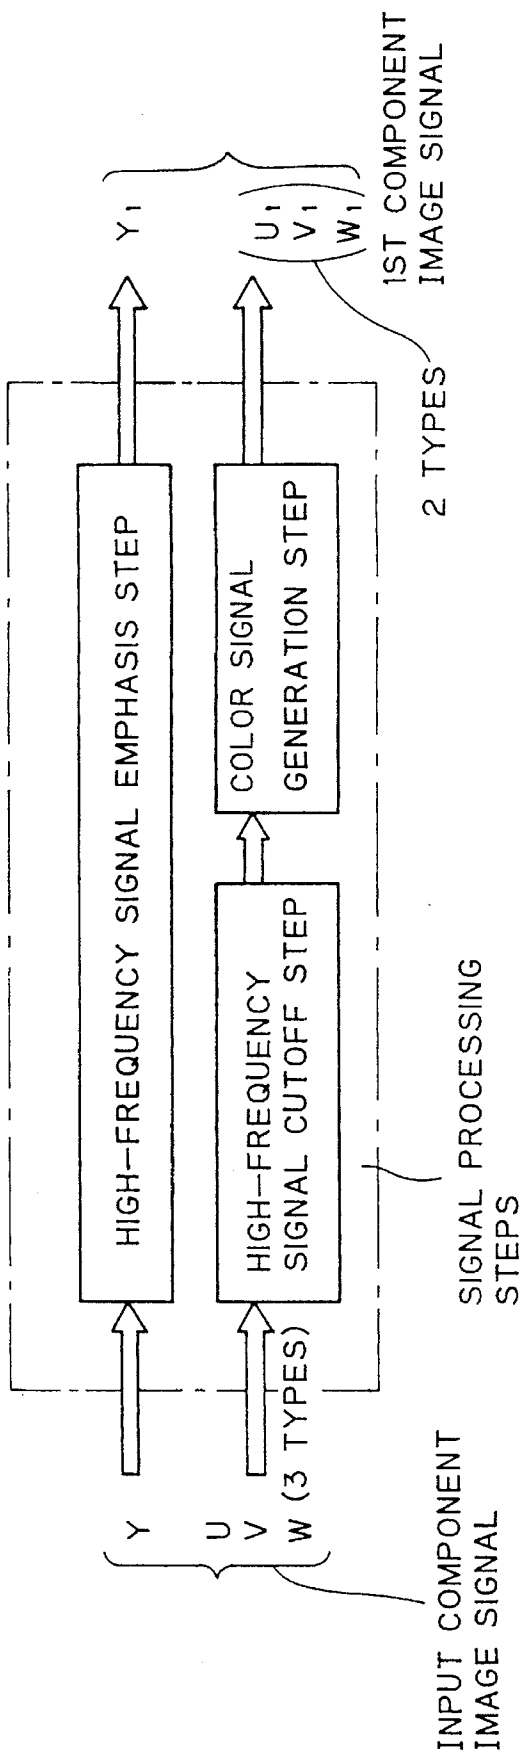 INPUT COMPONENT
IMAGE SIGNAL
Y
U
V
W (3 TYPES)
HIGH-FREQUENCY SIGNAL EMPHASIS STEP
HIGH-FREQUENCY
SIGNAL CUTOFF STEP
COLOR SIGNAL
GENERATION STEP
SIGNAL PROCESSING
STEPS
Y1
U1
V1
W1
2 TYPES
1ST COMPONENT
IMAGE SIGNAL